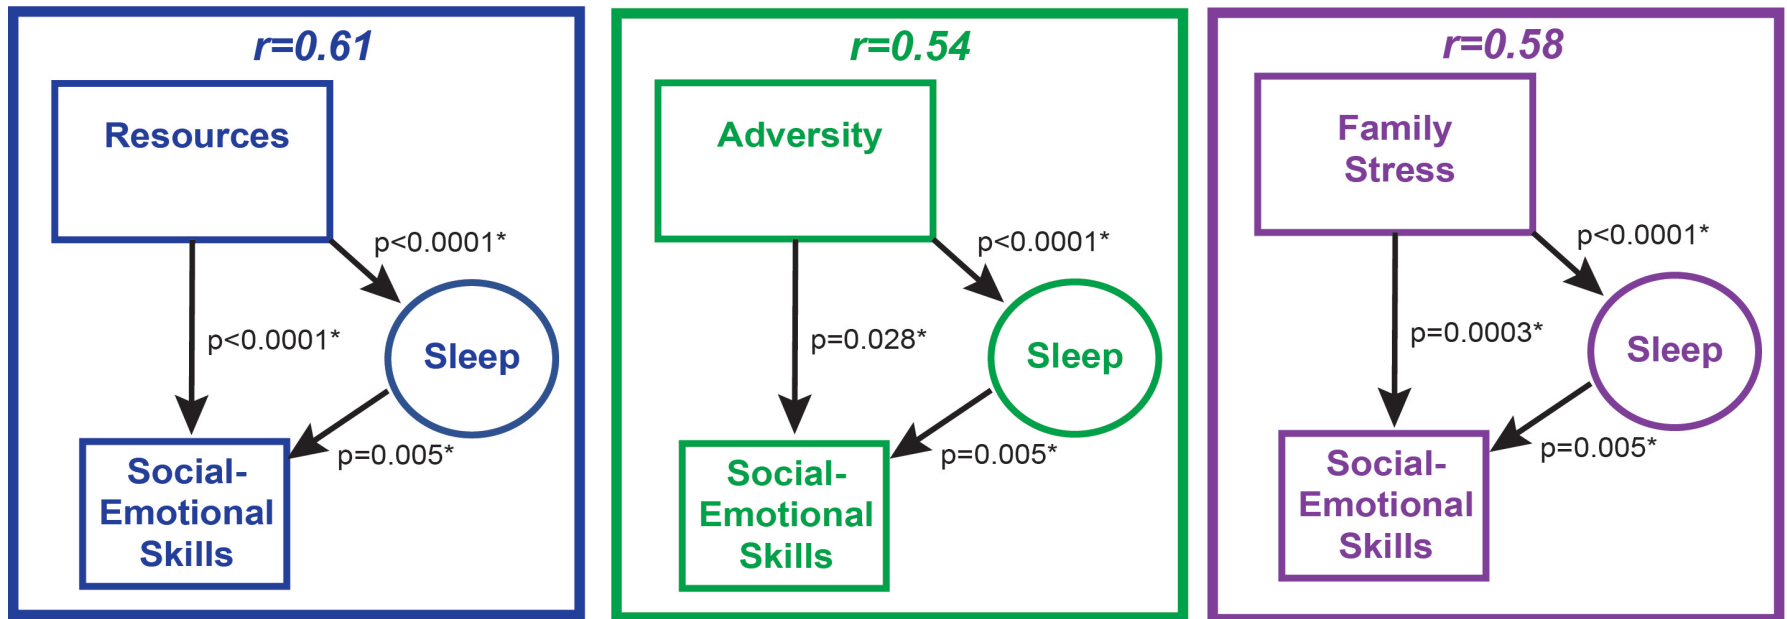 r=0.61
Resources
p<0.0001*
p<0.0001*
Sleep
p=0.005*
Social-
Emotional
Skills
r=0.54
Adversity
p<0.0001*
p=0.028*
Sleep
p=0.005*
Social-
Emotional
Skills
r=0.58
Family
Stress
p<0.0001*
p=0.0003*
Sleep
p=0.005*
Social-
Emotional
Skills